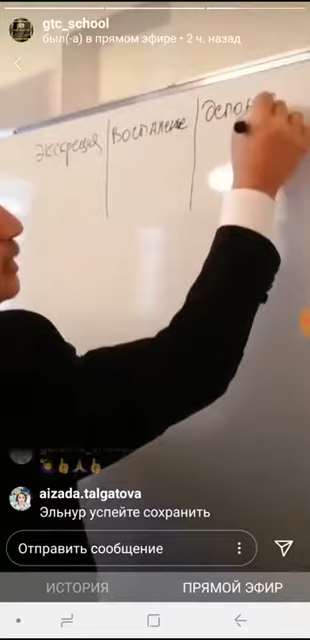 gtc_school
был(-а) в прямом эфире • 2 ч. назад
Экскреция Воспаление
aizada.talgatova
Эльнур успейте сохранить
Отправить сообщение
ИСТОРИЯ ПРЯМОЙ ЭФИР